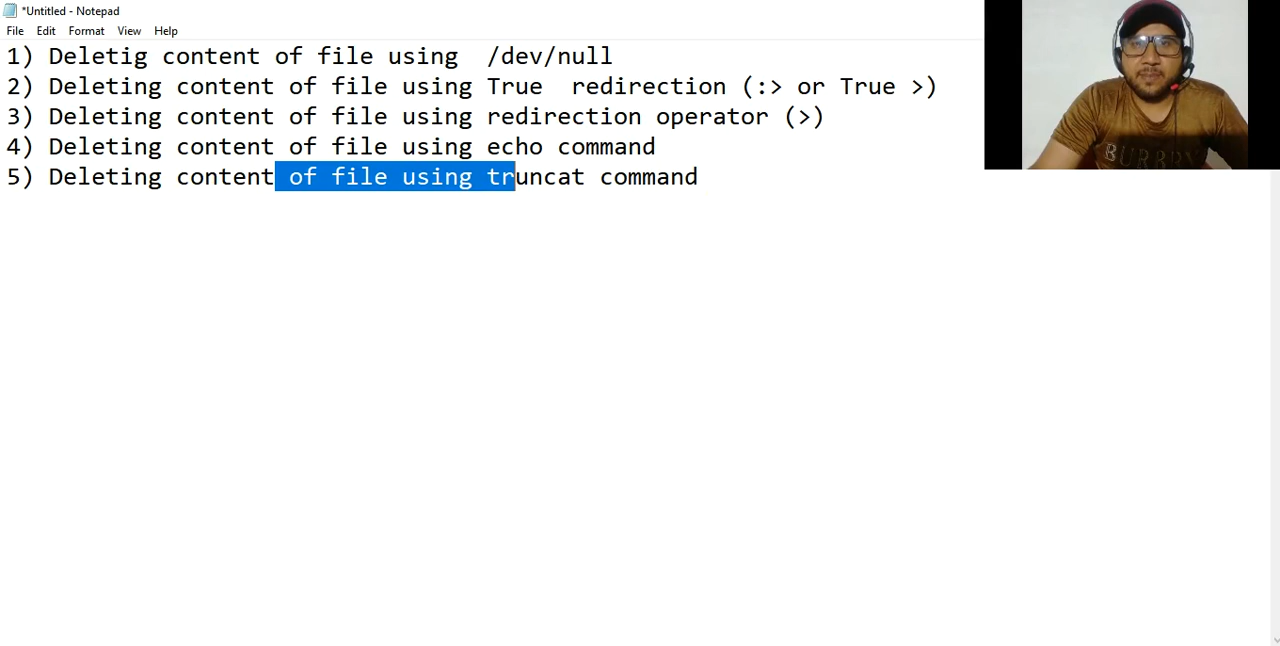 *Untitled - Notepad
File Edit Format View Help
1) Deletig content of file using  /dev/null
2) Deleting content of file using True  redirection (:> or True >)
3) Deleting content of file using redirection operator (>)
4) Deleting content of file using echo command
5) Deleting content of file using truncat command
BURBRY